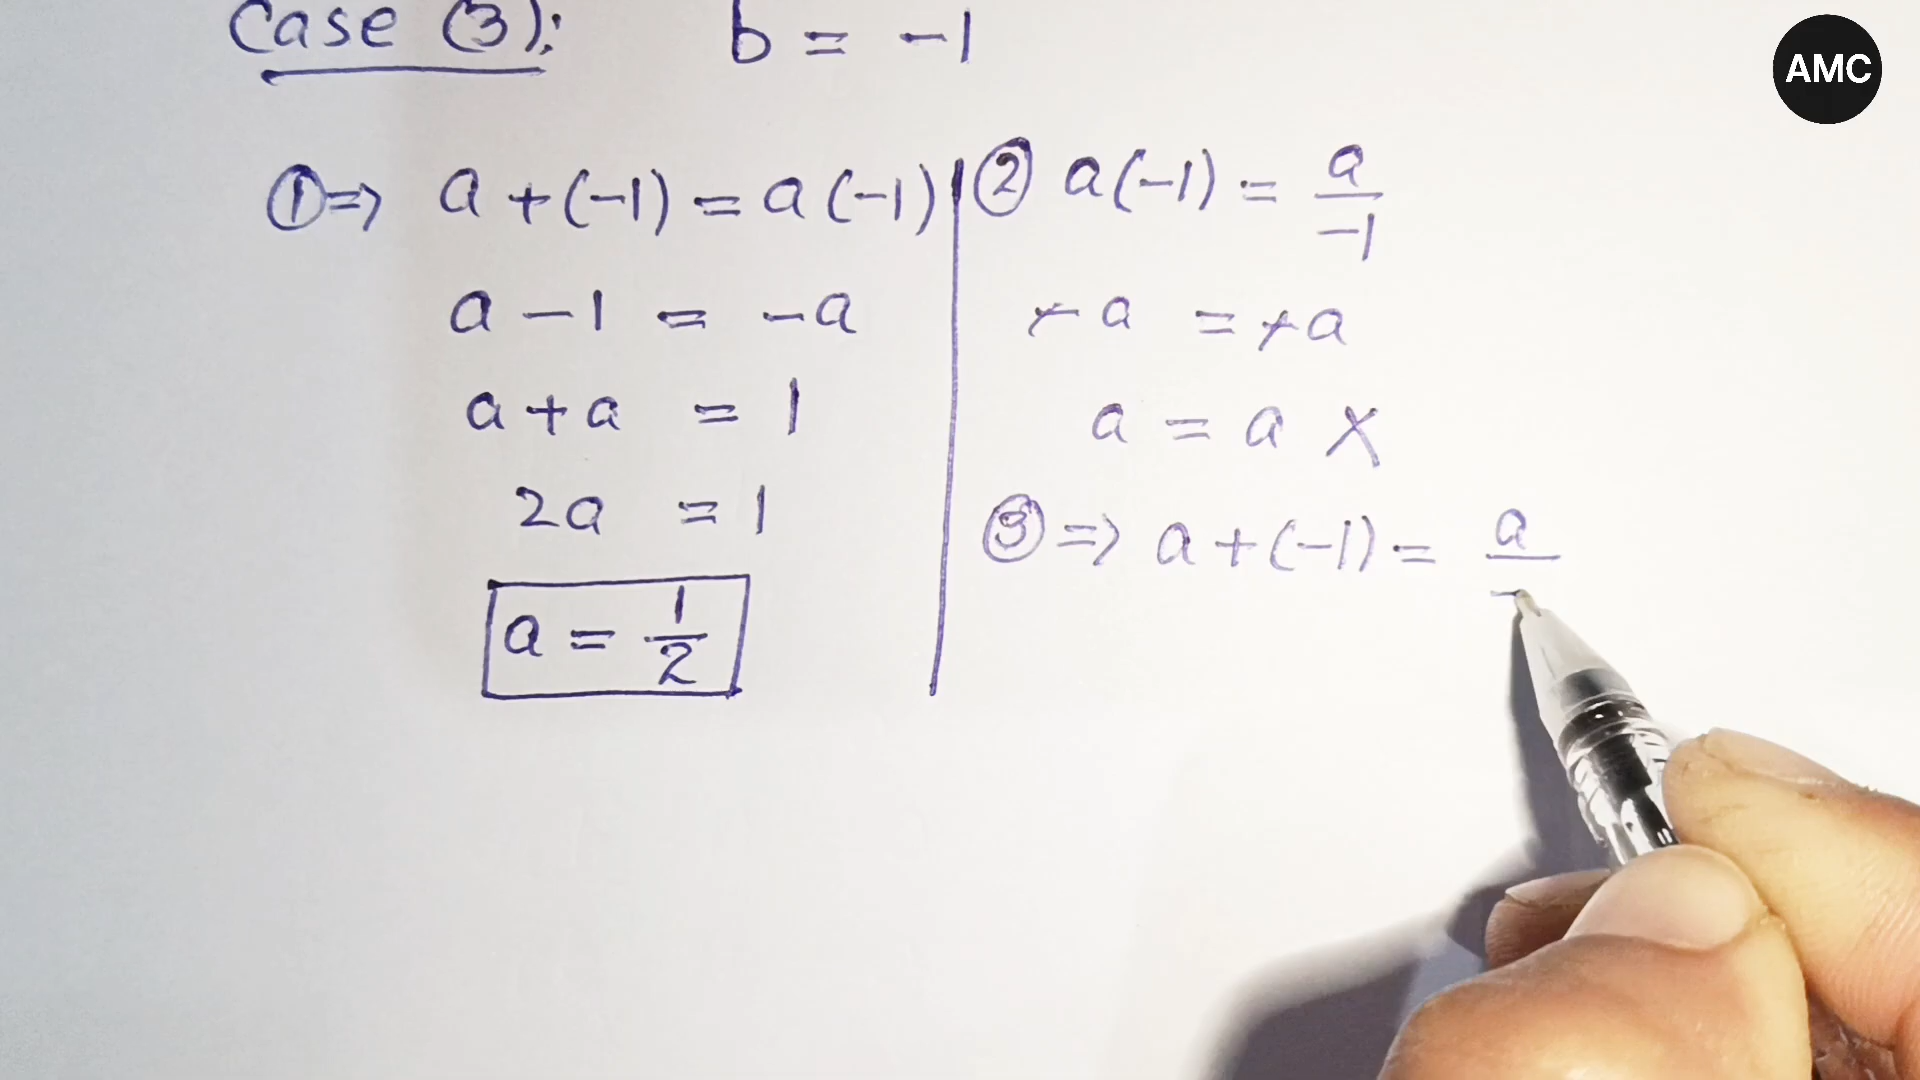 Case (3): b = -1
AMC
① => a + (-1) = a (-1)
a - 1 = -a
a + a = 1
2a = 1
a = 1/2
② a(-1) = a/-1
-a = -a
a = a X
③ => a + (-1) = a/-